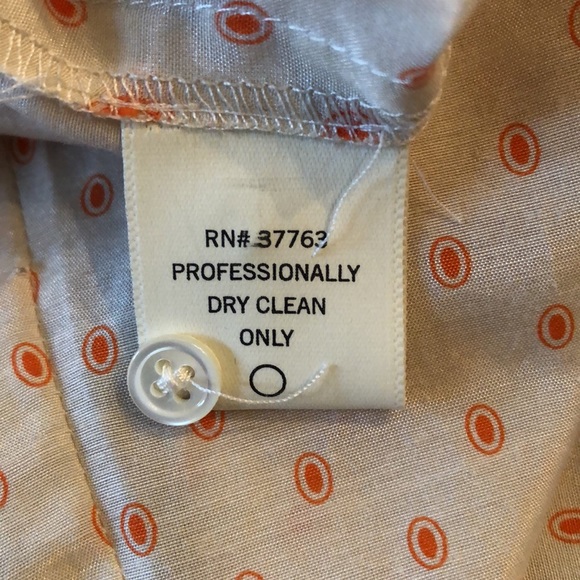 RN# 37763
PROFESSIONALLY
DRY CLEAN
ONLY